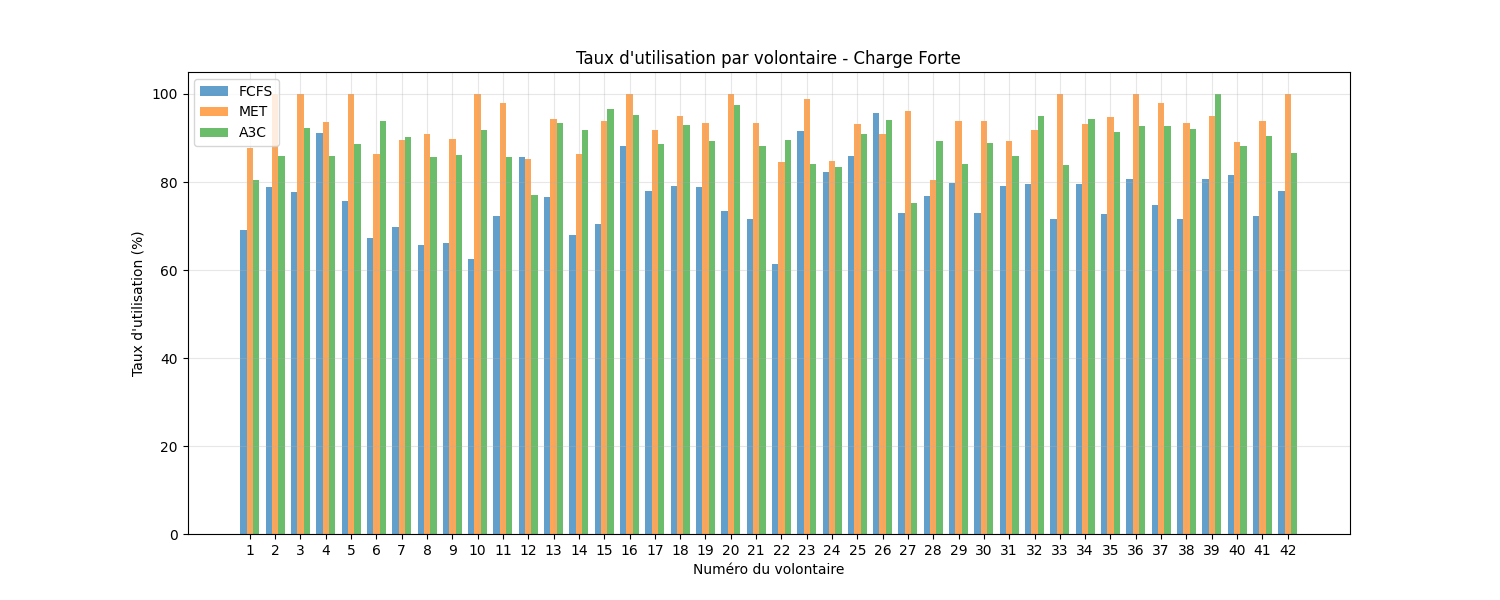 Taux d'utilisation par volontaire - Charge Forte
FCFS
MET
A3C
Taux d'utilisation (%)
100
80
60
40
20
0
1 2 3 4 5 6 7 8 9 10 11 12 13 14 15 16 17 18 19 20 21 22 23 24 25 26 27 28 29 30 31 32 33 34 35 36 37 38 39 40 41 42
Numéro du volontaire